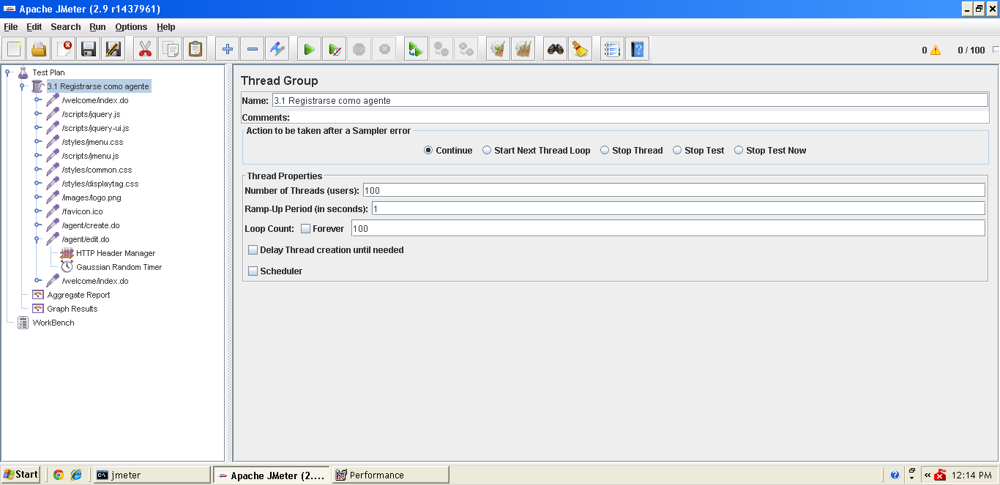 Apache JMeter (2.9 r1437961)
File Edit Search Run Options Help
0 0 / 100
Test Plan
3.1 Registrarse como agente
/welcome/index.do
/scripts/jquery.js
/scripts/jquery-ui.js
/styles/jmenu.css
/scripts/jmenu.js
/styles/common.css
/styles/displaytag.css
/images/logo.png
/favicon.ico
/agent/create.do
/agent/edit.do
HTTP Header Manager
Gaussian Random Timer
/welcome/index.do
Aggregate Report
Graph Results
WorkBench
Thread Group
Name: 3.1 Registrarse como agente
Comments:
Action to be taken after a Sampler error
Continue Start Next Thread Loop Stop Thread Stop Test Stop Test Now
Thread Properties
Number of Threads (users): 100
Ramp-Up Period (in seconds): 1
Loop Count: Forever 100
Delay Thread creation until needed
Scheduler
Start jmeter Apache JMeter (2.... Performance 12:14 PM